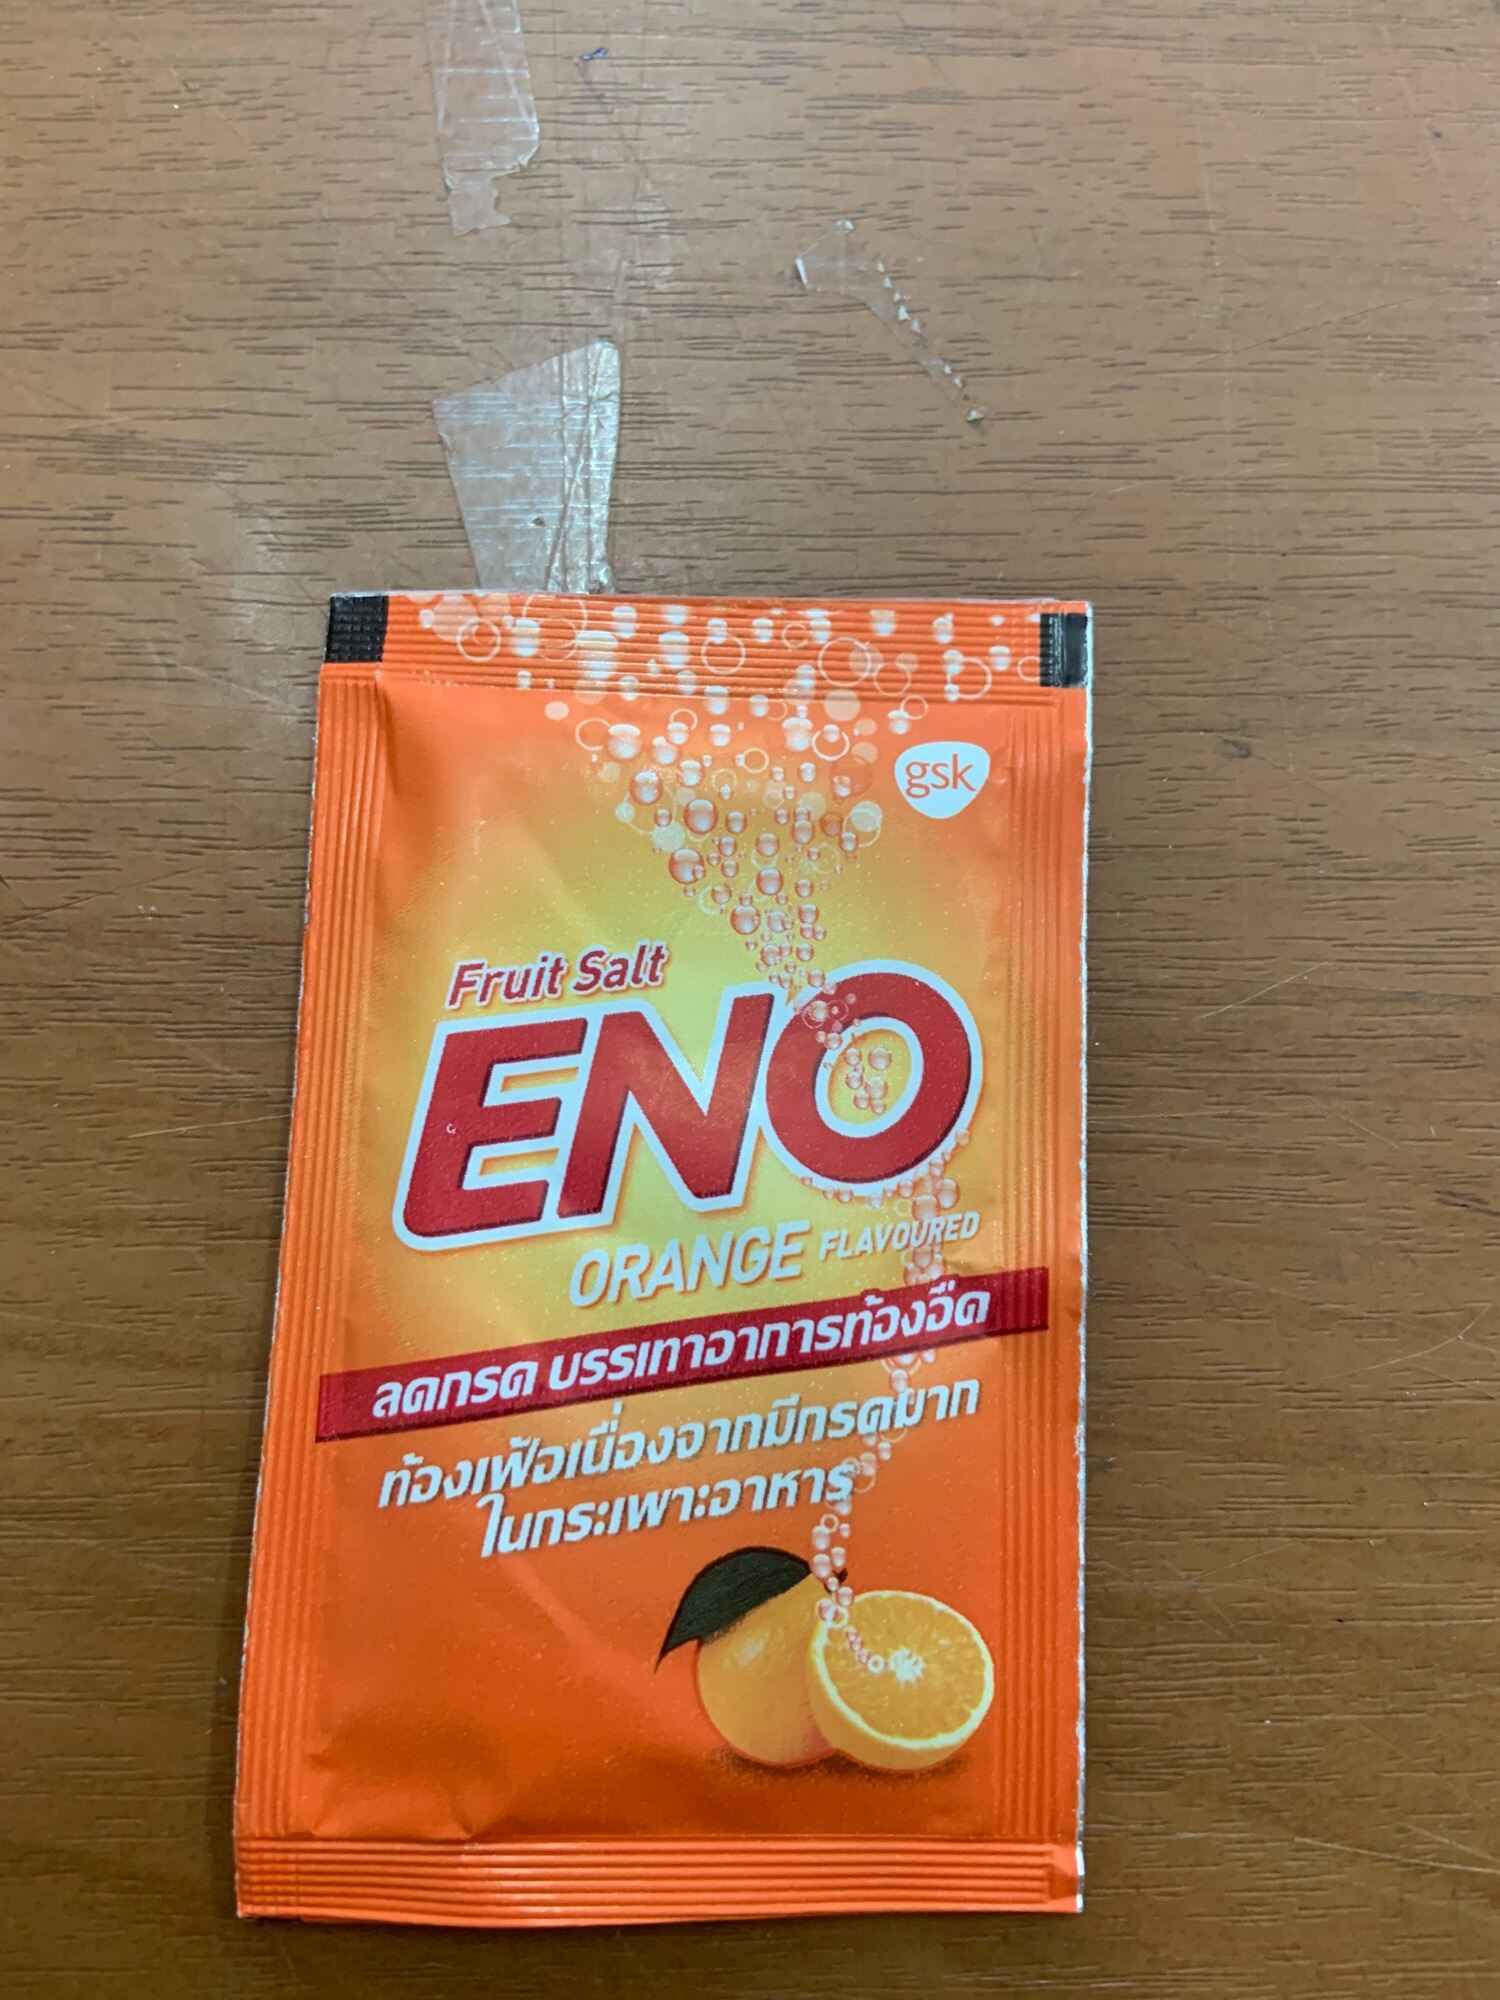 gsk
Fruit Salt
ENO
ORANGE FLAVOURED
ลดกรด บรรเทาอาการท้องอืด
ท้องเฟ้อเนื่องจากมีกรดมาก
ในกระเพาะอาหาร